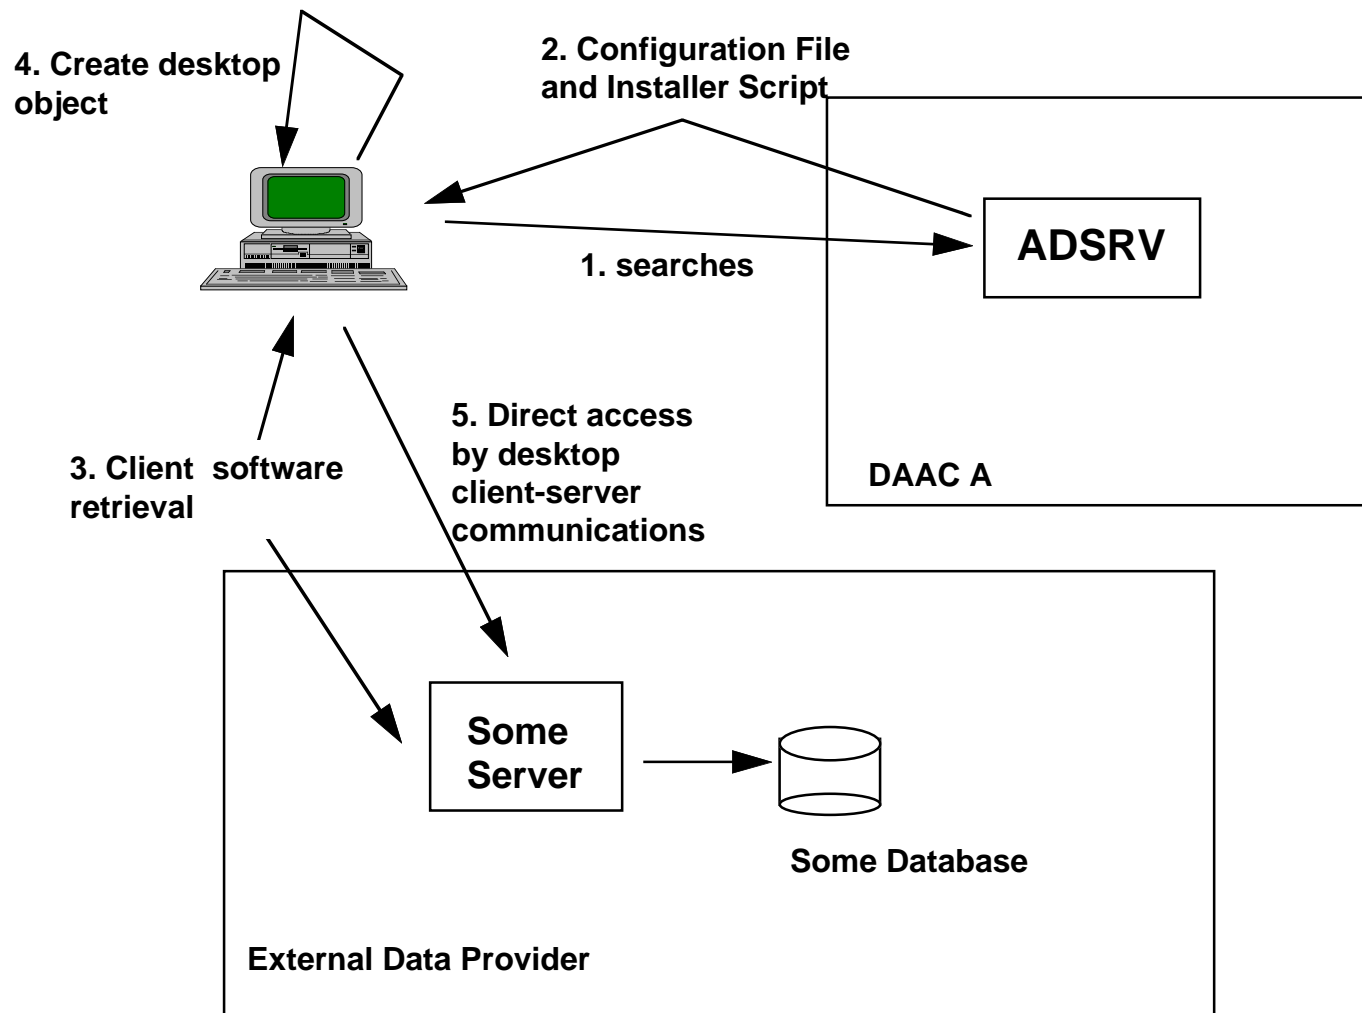 4. Create desktop
object
2. Configuration File
and Installer Script
ADSRV
1. searches
DAAC A
5. Direct access
by desktop
client-server
communications
3. Client  software
retrieval
Some
Server
Some Database
External Data Provider